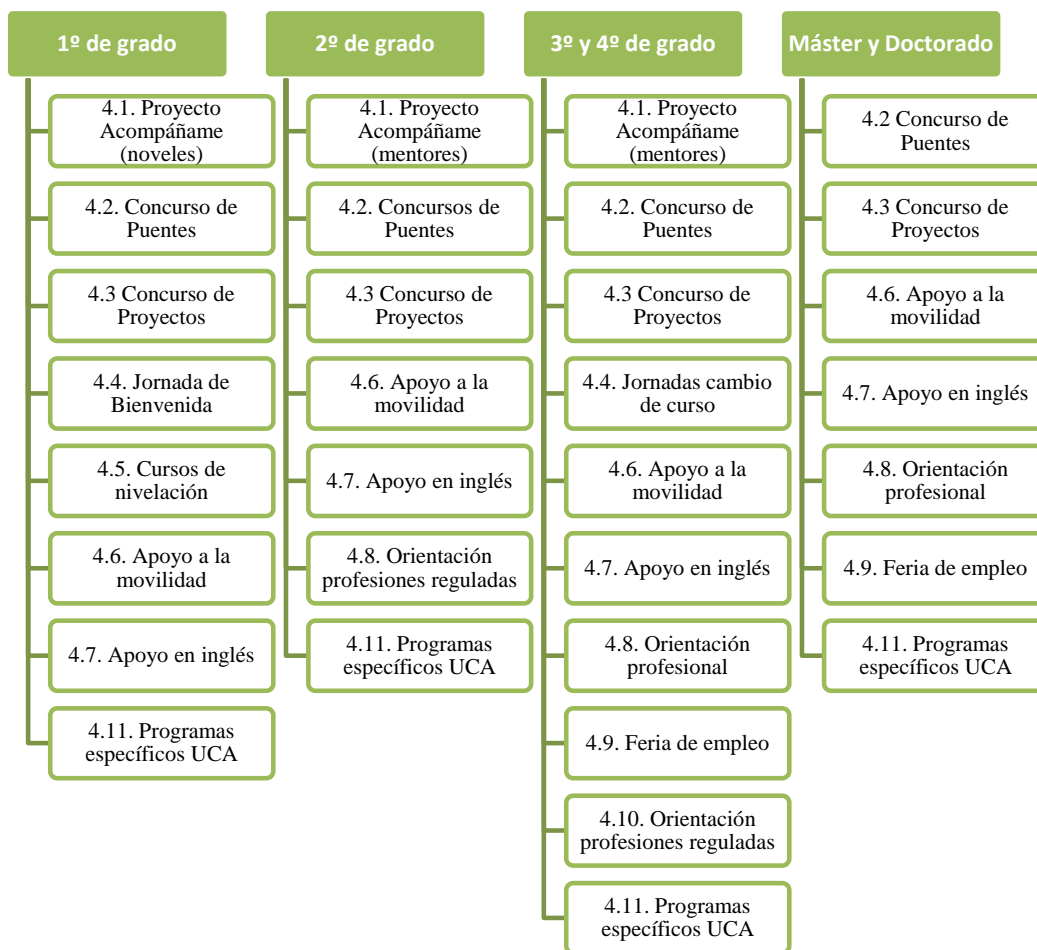 1º de grado
4.1. Proyecto
Acompáñame
(noveles)
4.2. Concurso de
Puentes
4.3 Concurso de
Proyectos
4.4. Jornada de
Bienvenida
4.5. Cursos de
nivelación
4.6. Apoyo a la
movilidad
4.7. Apoyo en inglés
4.11. Programas
específicos UCA
2º de grado
4.1. Proyecto
Acompáñame
(mentores)
4.2. Concursos de
Puentes
4.3 Concurso de
Proyectos
4.6. Apoyo a la
movilidad
4.7. Apoyo en inglés
4.8. Orientación
profesiones reguladas
4.11. Programas
específicos UCA
3º y 4º de grado
4.1. Proyecto
Acompáñame
(mentores)
4.2. Concurso de
Puentes
4.3 Concurso de
Proyectos
4.4. Jornadas cambio
de curso
4.6. Apoyo a la
movilidad
4.7. Apoyo en inglés
4.8. Orientación
profesional
4.9. Feria de empleo
4.10. Orientación
profesiones reguladas
4.11. Programas
específicos UCA
Máster y Doctorado
4.2 Concurso de
Puentes
4.3 Concurso de
Proyectos
4.6. Apoyo a la
movilidad
4.7. Apoyo en inglés
4.8. Orientación
profesional
4.9. Feria de empleo
4.11. Programas
específicos UCA